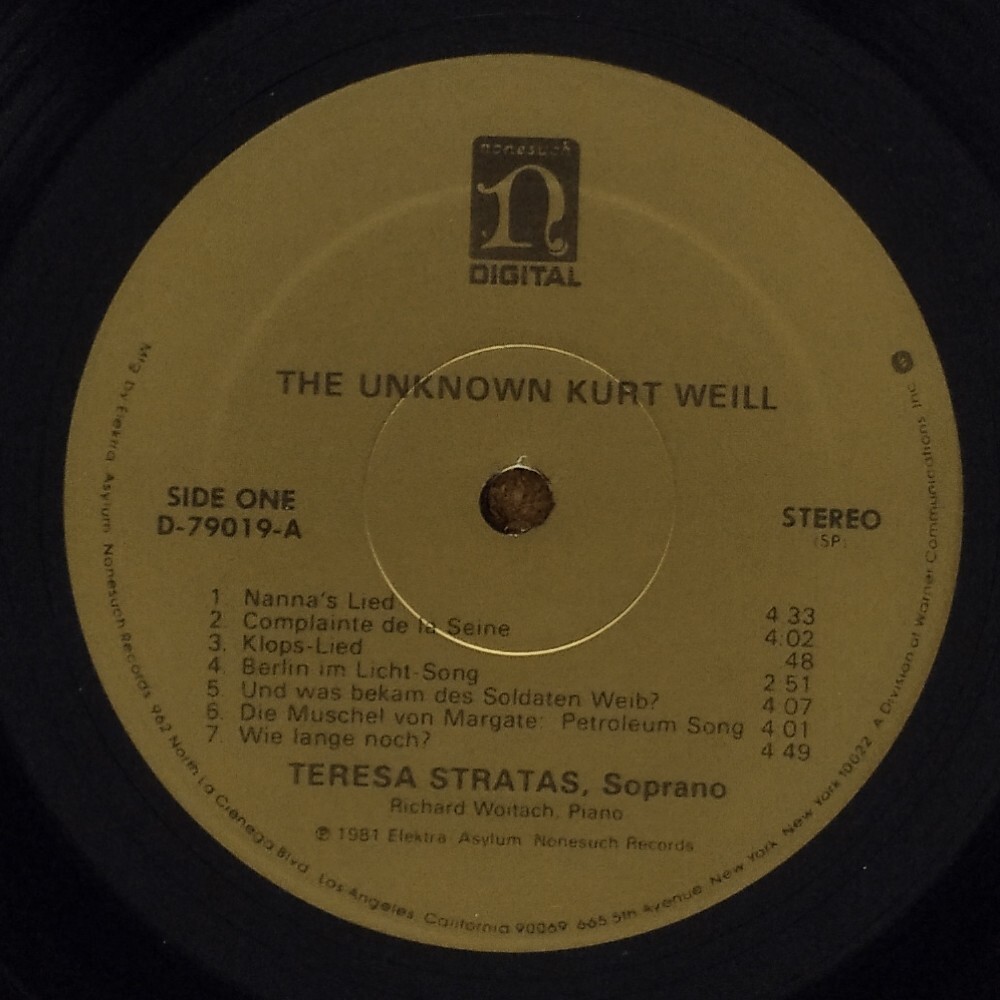 nonesuch
n
DIGITAL
THE UNKNOWN KURT WEILL
SIDE ONE
D-79019-A
STEREO
(SP)
1 Nanna's Lied 4 33
2. Complainte de la Seine 4:02
3. Klops-Lied 48
4. Berlin im Licht-Song 2 51
5. Und was bekam des Soldaten Weib? 4 07
6. Die Muschel von Margate: Petroleum Song 4 01
7. Wie lange noch? 4 49
TERESA STRATAS, Soprano
Richard Woitach, Piano
℗ 1981 Elektra Asylum Nonesuch Records
Mfg by Elektra Asylum Nonesuch Records 962 North La Cienega Blvd. Los Angeles, California 90069 665 5th Avenue New York New York 10022 A Division of Warner Communications Inc